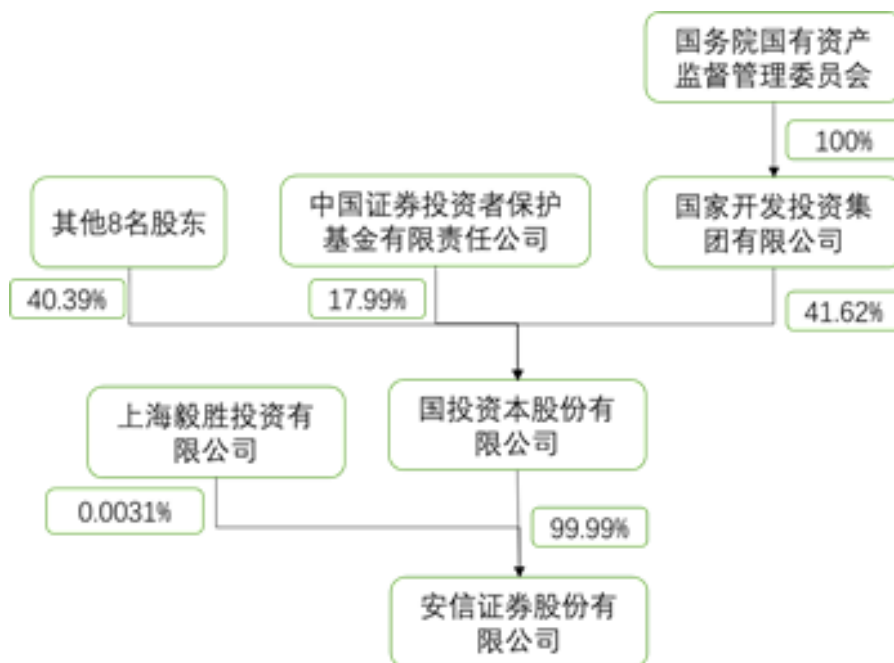 国务院国有资产
监督管理委员会
100%
其他8名股东
中国证券投资者保护
基金有限责任公司
国家开发投资集
团有限公司
40.39%
17.99%
41.62%
上海毅胜投资有
限公司
国投资本股份有
限公司
0.0031%
99.99%
安信证券股份有
限公司